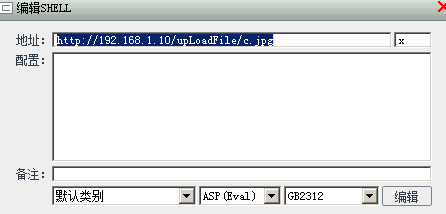 编辑SHELL
地址: http://192.168.1.10/upLoadFile/c.jpg x
配置:
备注:
默认类别 ASP(Eval) GB2312 编辑